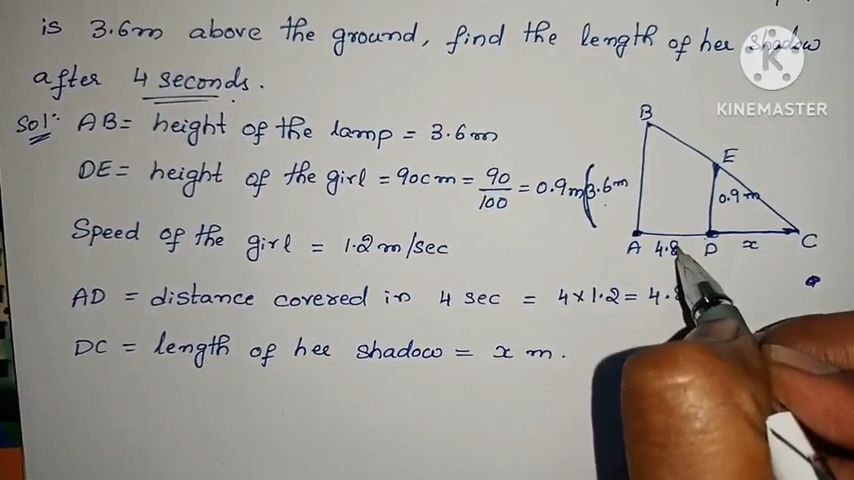 is 3.6m above the ground, find the length of her shadow
after 4 seconds.
KINEMASTER
Sol:- AB = height of the lamp = 3.6m
DE = height of the girl = 90cm = 90/100 = 0.9m
Speed of the girl = 1.2m/sec
AD = distance covered in 4 sec = 4×1.2 = 4.
DC = length of her shadow = x m.
B
E
3.6m
0.9m
A 4.8 D x C